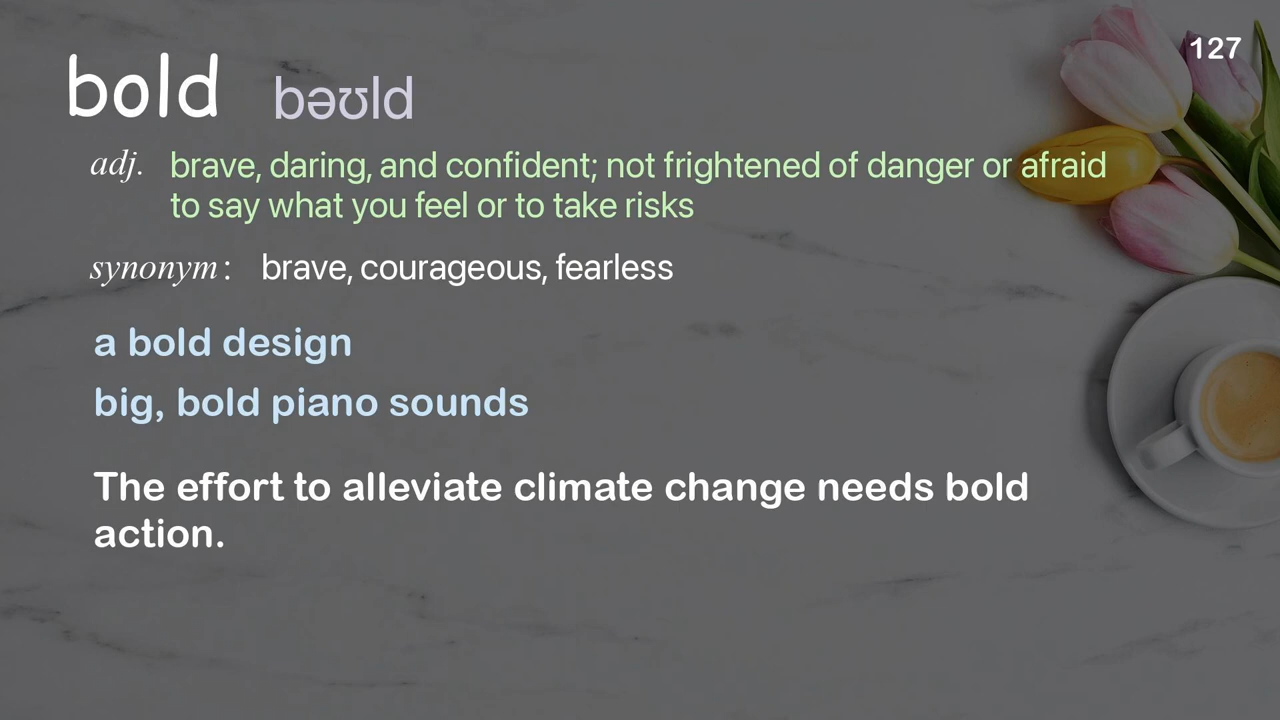 127
bold bəʊld
adj. brave, daring, and confident; not frightened of danger or afraid
to say what you feel or to take risks
synonym: brave, courageous, fearless
a bold design
big, bold piano sounds
The effort to alleviate climate change needs bold
action.